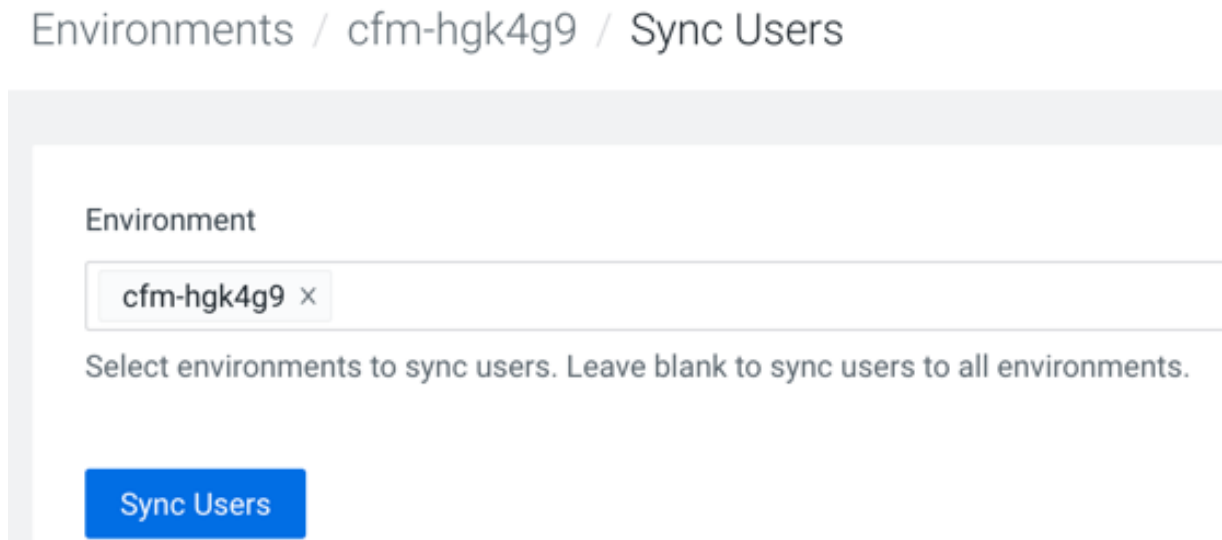 Environments / cfm-hgk4g9 / Sync Users
Environment
cfm-hgk4g9 ×
Select environments to sync users. Leave blank to sync users to all environments.
Sync Users